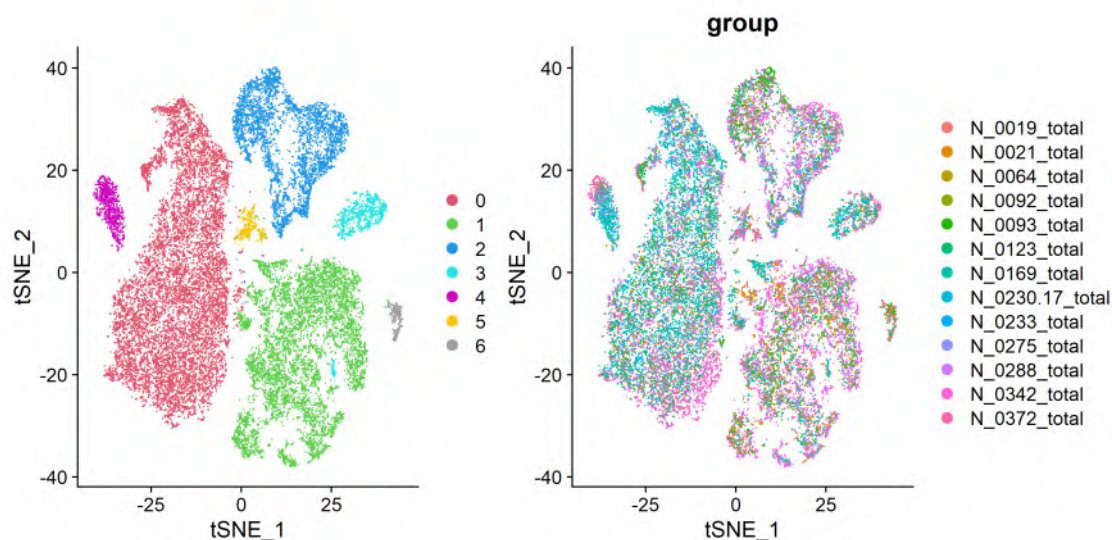 group
40
20
0
-20
-40
tSNE_2
-25
0
25
tSNE_1
0
1
2
3
4
5
6
40
20
0
-20
-40
tSNE_2
-25
0
25
tSNE_1
N_0019_total
N_0021_total
N_0064_total
N_0092_total
N_0093_total
N_0123_total
N_0169_total
N_0230.17_total
N_0233_total
N_0275_total
N_0288_total
N_0342_total
N_0372_total